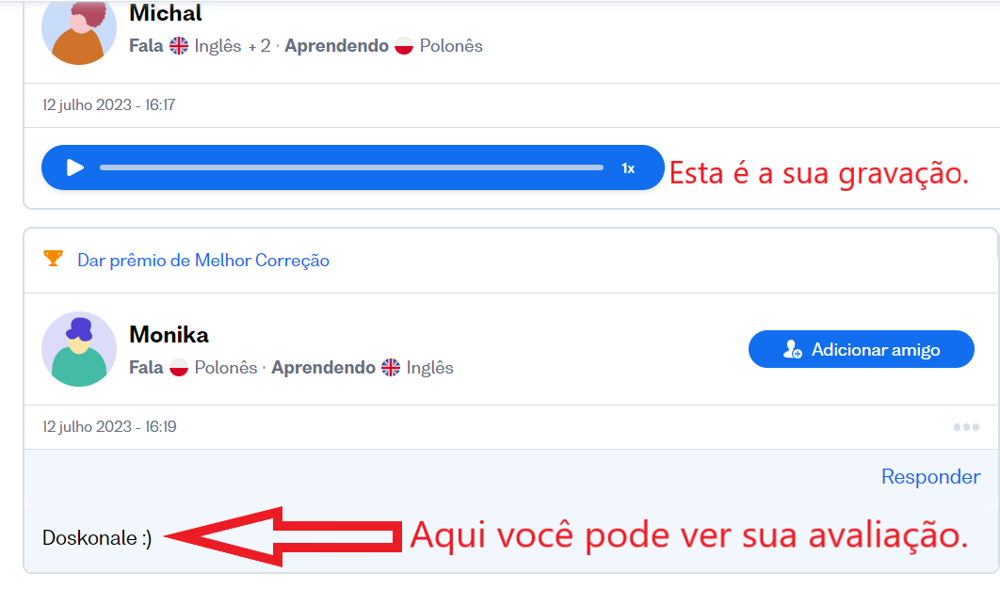 Michal
Fala Inglês + 2 · Aprendendo Polonês
12 julho 2023 - 16:17
1x
Esta é a sua gravação.
Dar prêmio de Melhor Correção
Monika
Fala Polonês · Aprendendo Inglês
Adicionar amigo
12 julho 2023 - 16:19
Responder
Doskonale :)
Aqui você pode ver sua avaliação.